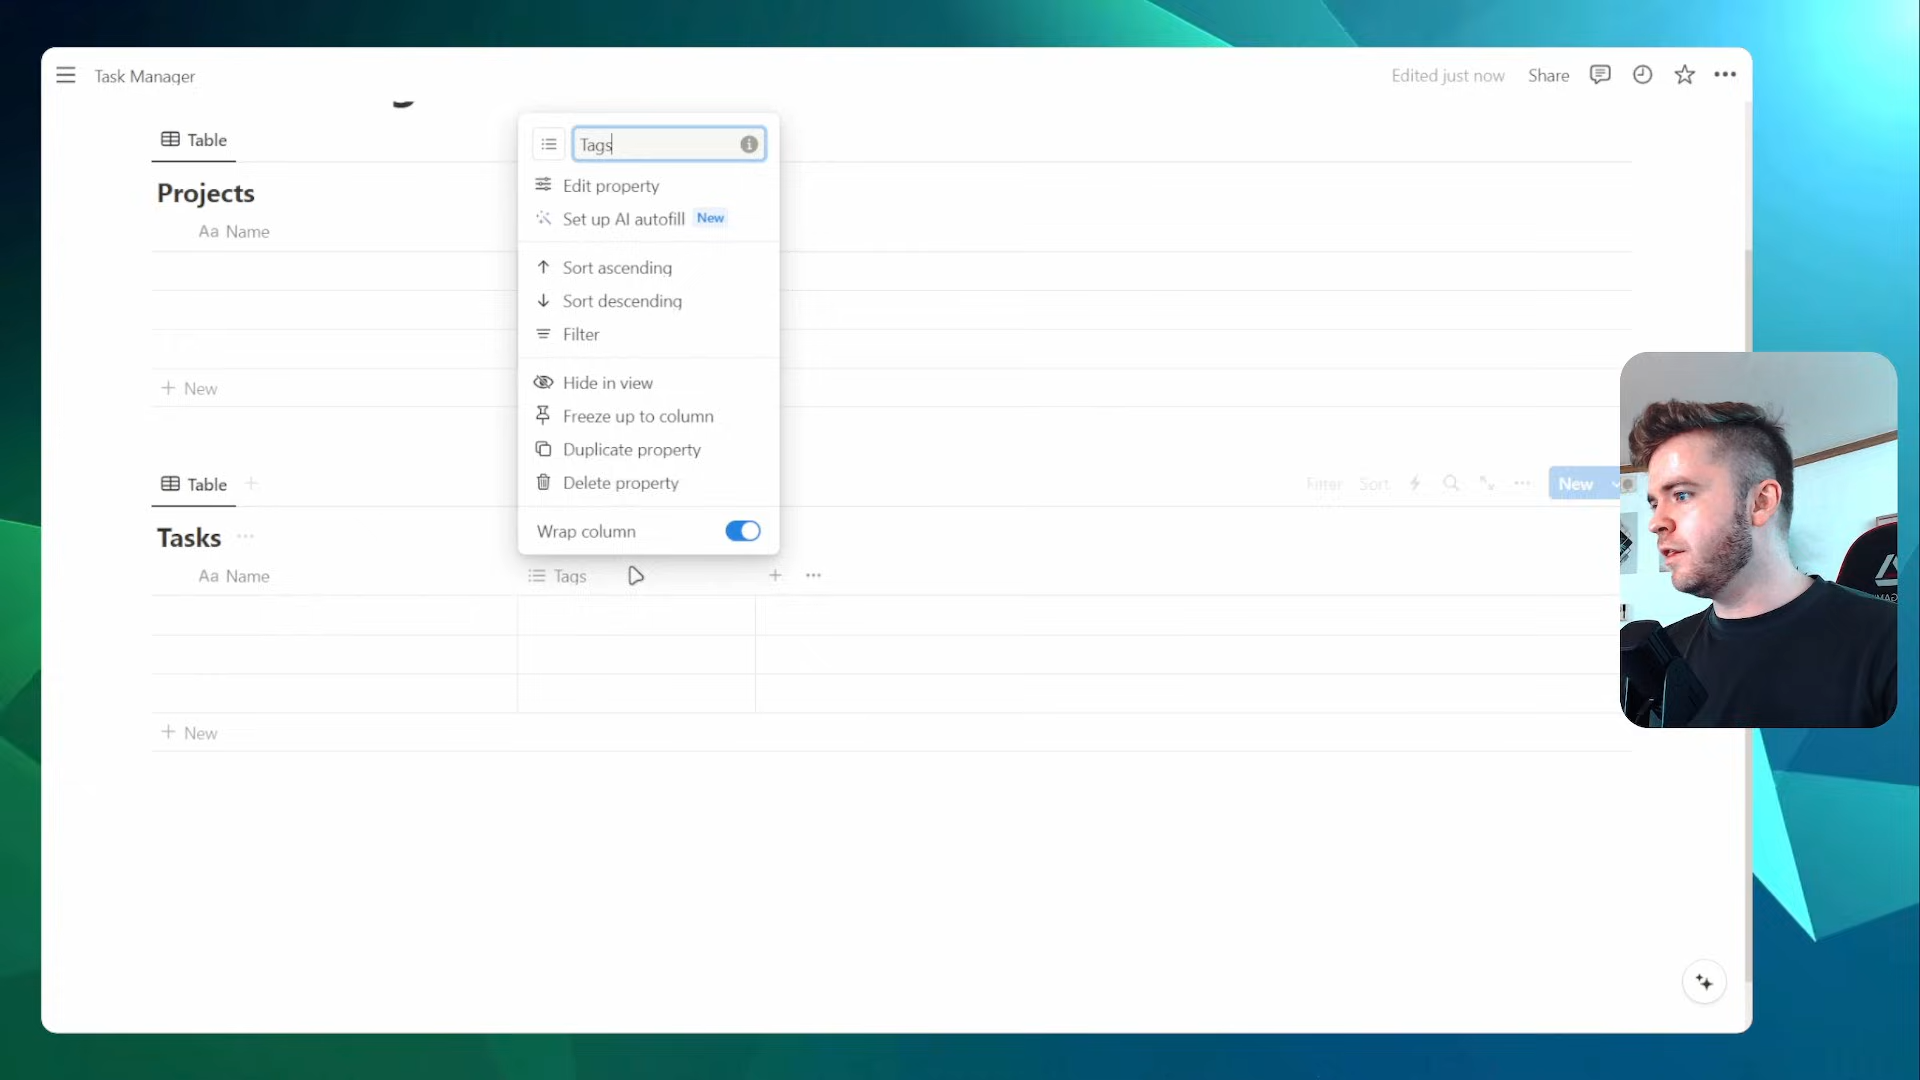 Task Manager
Edited just now
Share
Table
Projects
Aa Name
+ New
Tags
Edit property
Set up AI autofill New
Sort ascending
Sort descending
Filter
Hide in view
Freeze up to column
Duplicate property
Delete property
Wrap column
Table
Filter
Sort
New
Tasks
Aa Name
Tags
+ New